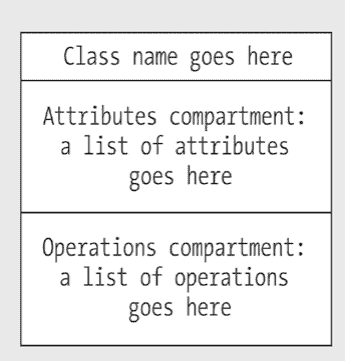 Class name goes here
Attributes compartment:
a list of attributes
goes here
Operations compartment:
a list of operations
goes here